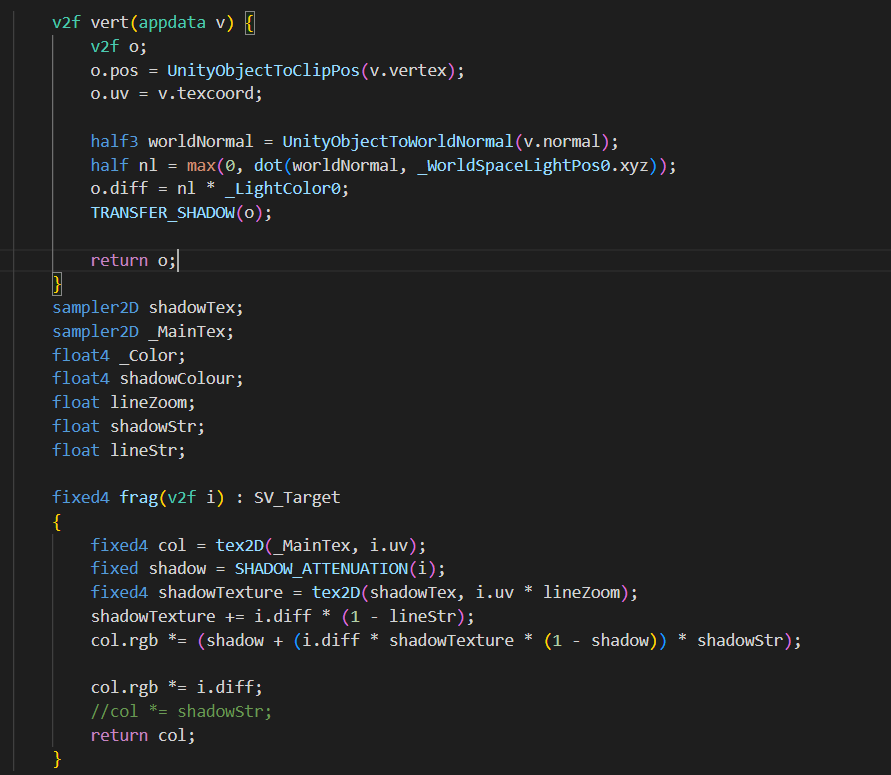 v2f vert(appdata v) {
    v2f o;
    o.pos = UnityObjectToClipPos(v.vertex);
    o.uv = v.texcoord;

    half3 worldNormal = UnityObjectToWorldNormal(v.normal);
    half nl = max(0, dot(worldNormal, _WorldSpaceLightPos0.xyz));
    o.diff = nl * _LightColor0;
    TRANSFER_SHADOW(o);

    return o;
}
sampler2D shadowTex;
sampler2D _MainTex;
float4 _Color;
float4 shadowColour;
float lineZoom;
float shadowStr;
float lineStr;

fixed4 frag(v2f i) : SV_Target
{
    fixed4 col = tex2D(_MainTex, i.uv);
    fixed shadow = SHADOW_ATTENUATION(i);
    fixed4 shadowTexture = tex2D(shadowTex, i.uv * lineZoom);
    shadowTexture += i.diff * (1 - lineStr);
    col.rgb *= (shadow + (i.diff * shadowTexture * (1 - shadow)) * shadowStr);

    col.rgb *= i.diff;
    //col *= shadowStr;
    return col;
}